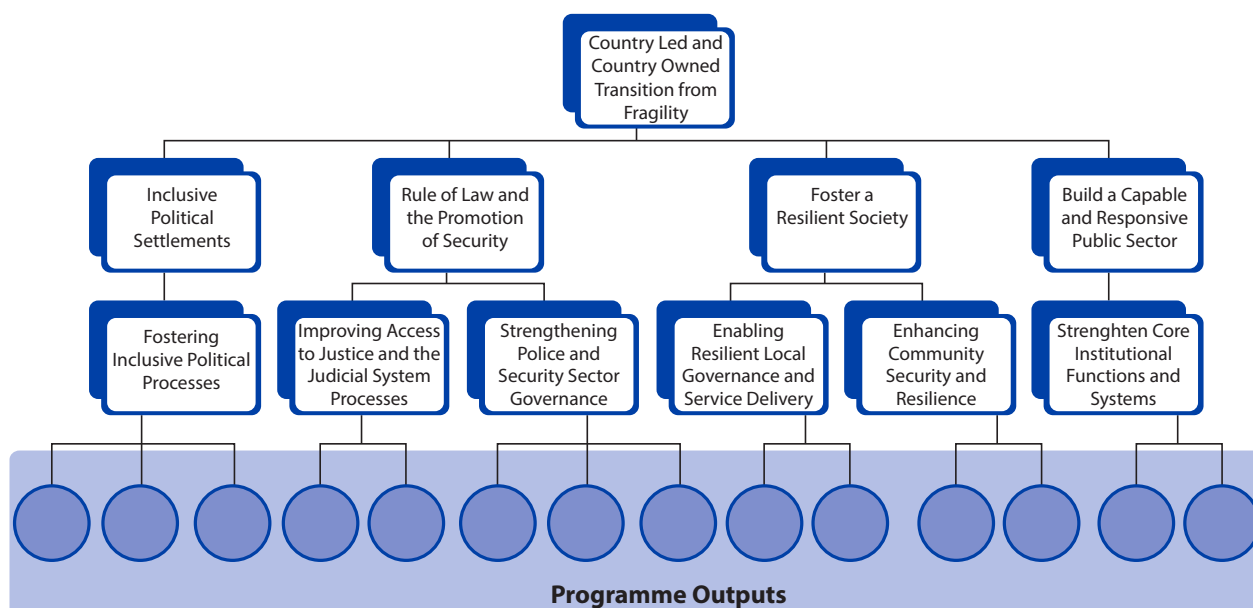 Country Led and
Country Owned
Transition from
Fragility
Inclusive
Political
Settlements
Rule of Law and
the Promotion
of Security
Foster a
Resilient Society
Build a Capable
and Responsive
Public Sector
Fostering
Inclusive Political
Processes
Improving Access
to Justice and the
Judicial System
Processes
Strengthening
Police and
Security Sector
Governance
Enabling
Resilient Local
Governance and
Service Delivery
Enhancing
Community
Security and
Resilience
Strenghten Core
Institutional
Functions and
Systems
Programme Outputs